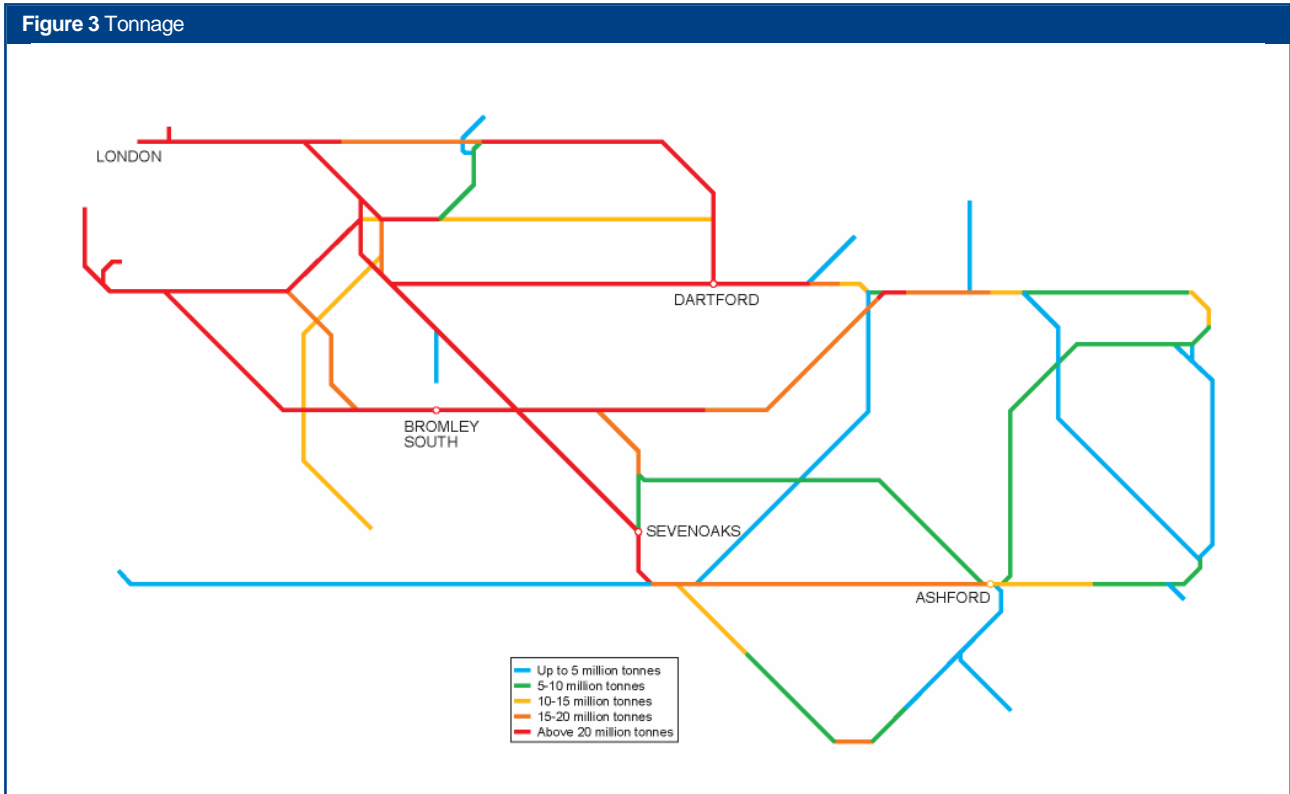 Figure 3 Tonnage
LONDON
DARTFORD
BROMLEY
SOUTH
SEVENOAKS
ASHFORD
Up to 5 million tonnes
5-10 million tonnes
10-15 million tonnes
15-20 million tonnes
Above 20 million tonnes